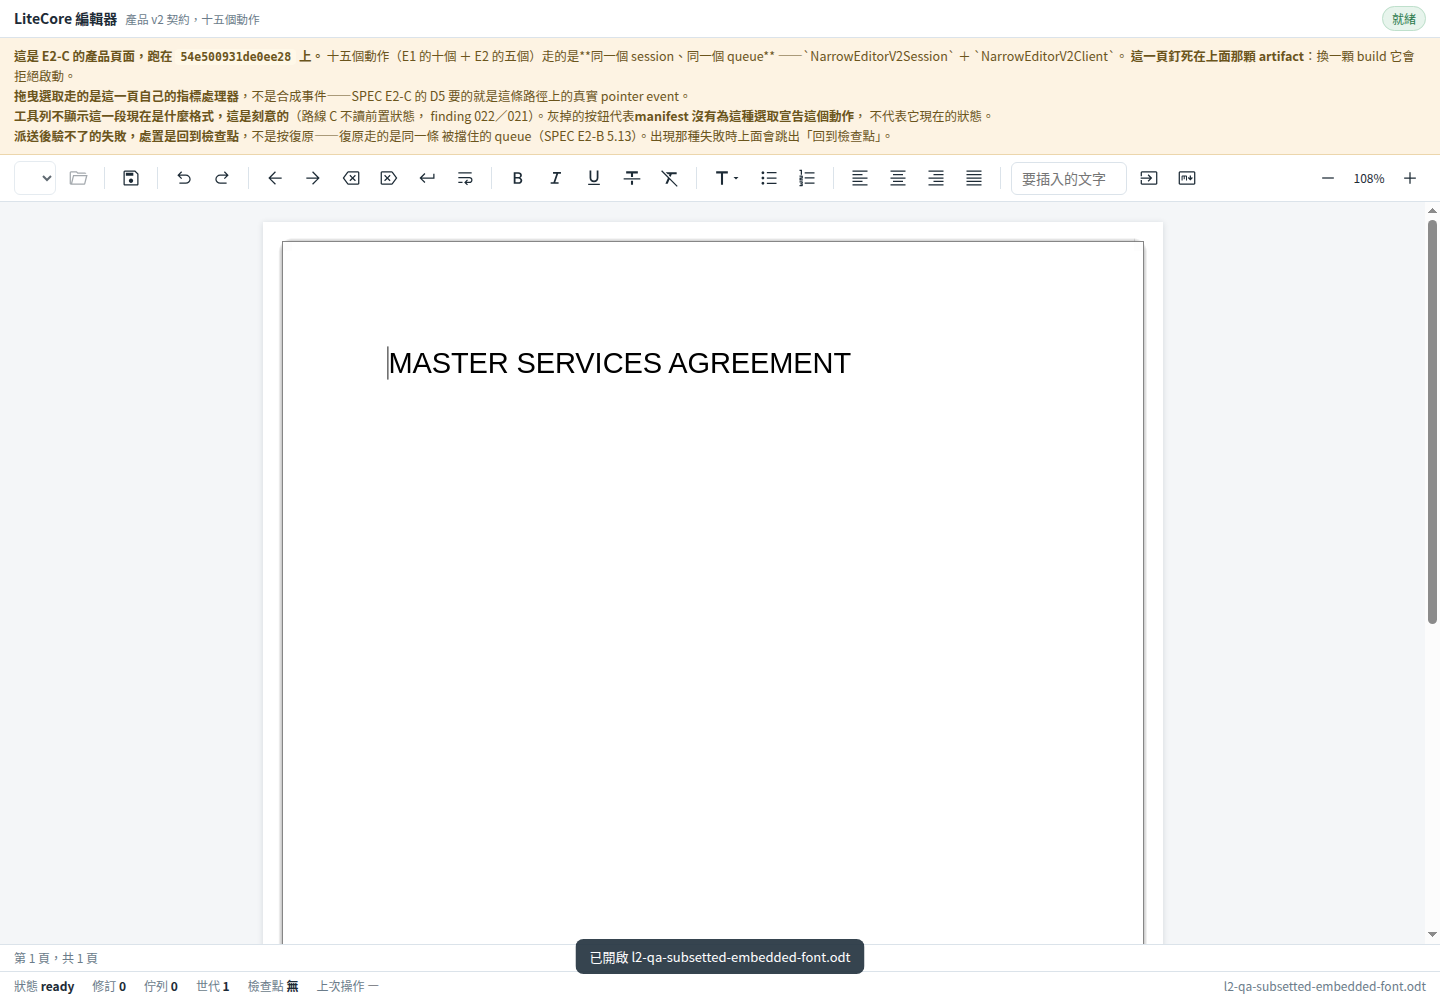 LiteCore 編輯器 產品 v2 契約，十五個動作 就緒
這是 E2-C 的產品頁面，跑在 54e500931de0ee28 上。 十五個動作（E1 的十個 ＋ E2 的五個）走的是**同一個 session、同一個 queue** ——`NarrowEditorV2Session` ＋ `NarrowEditorV2Client`。 這一頁釘死在上面那顆 artifact：換一顆 build 它會
拒絕啟動。
拖曳選取走的是這一頁自己的指標處理器，不是合成事件——SPEC E2-C 的 D5 要的就是這條路徑上的真實 pointer event。
工具列不顯示這一段現在是什麼格式，這是刻意的（路線 C 不讀前置狀態， finding 022／021）。灰掉的按鈕代表manifest 沒有為這種選取宣告這個動作， 不代表它現在的狀態。
派送後驗不了的失敗，處置是回到檢查點，不是按復原——復原走的是同一條 被擋住的 queue（SPEC E2-B 5.13）。出現那種失敗時上面會跳出「回到檢查點」。
要插入的文字 108%
MASTER SERVICES AGREEMENT
第 1 頁，共 1 頁
已開啟 l2-qa-subsetted-embedded-font.odt
狀態 ready 修訂 0 佇列 0 世代 1 檢查點 無 上次操作 — l2-qa-subsetted-embedded-font.odt